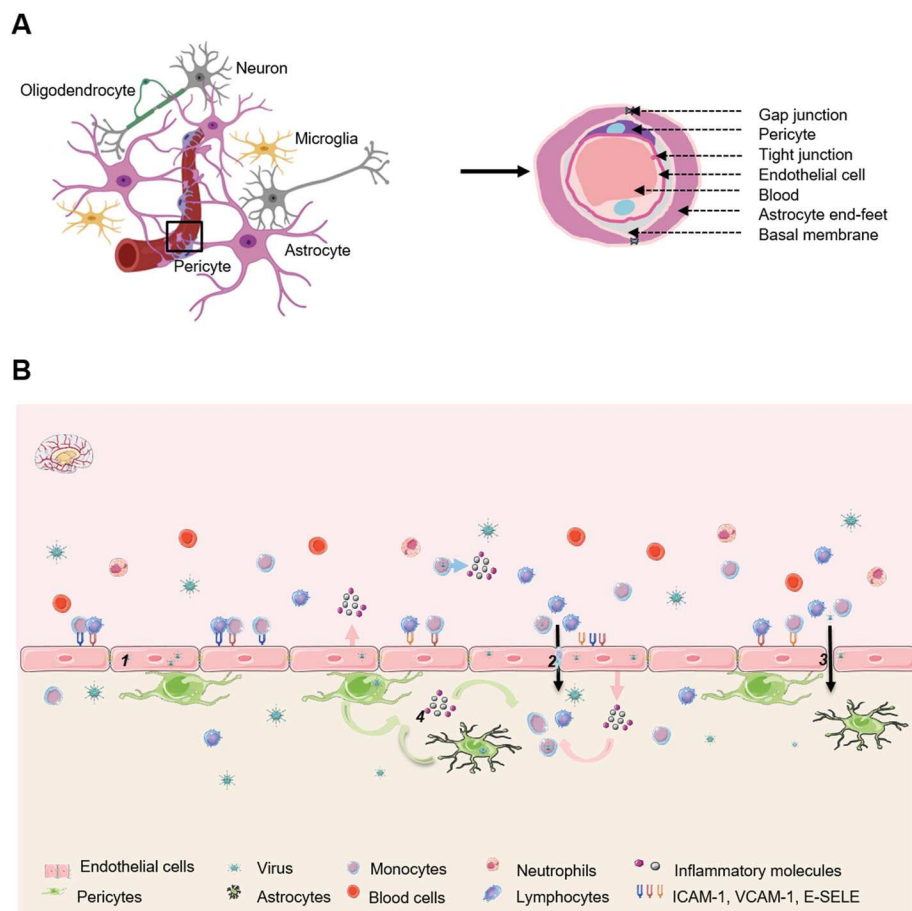 A
Neuron
Oligodendrocyte
Microglia
Astrocyte
Pericyte
Gap junction
Pericyte
Tight junction
Endothelial cell
Blood
Astrocyte end-feet
Basal membrane
B
1
2
3
4
Endothelial cells
Virus
Monocytes
Neutrophils
Inflammatory molecules
Pericytes
Astrocytes
Blood cells
Lymphocytes
ICAM-1, VCAM-1, E-SELE